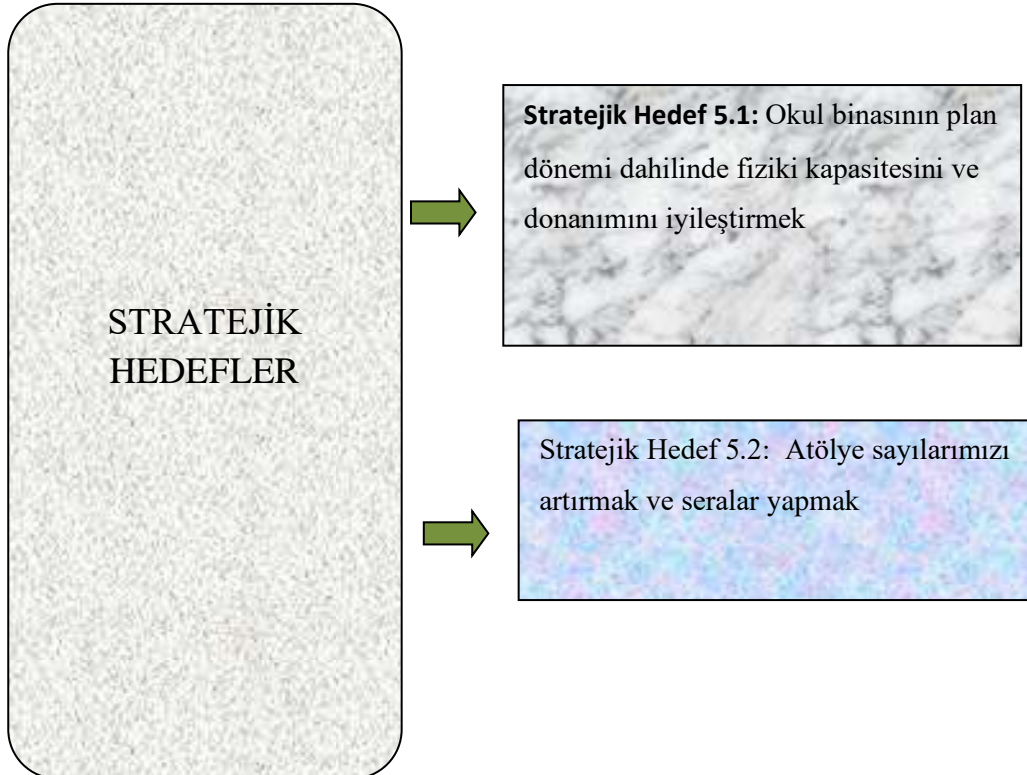 STRATEJİK
HEDEFLER
Stratejik Hedef 5.1: Okul binasının plan
dönemi dahilinde fiziki kapasitesini ve
donanımını iyileştirmek
Stratejik Hedef 5.2:  Atölye sayılarımızı
artırmak ve seralar yapmak